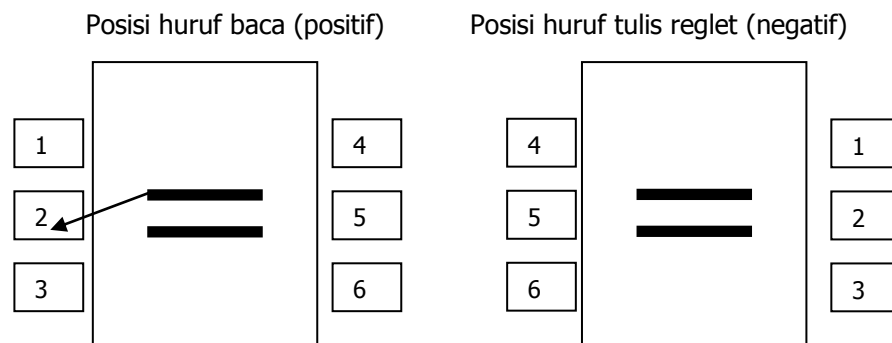 Posisi huruf baca (positif) Posisi huruf tulis reglet (negatif)
1 4 4 1
2 5 5 2
3 6 6 3